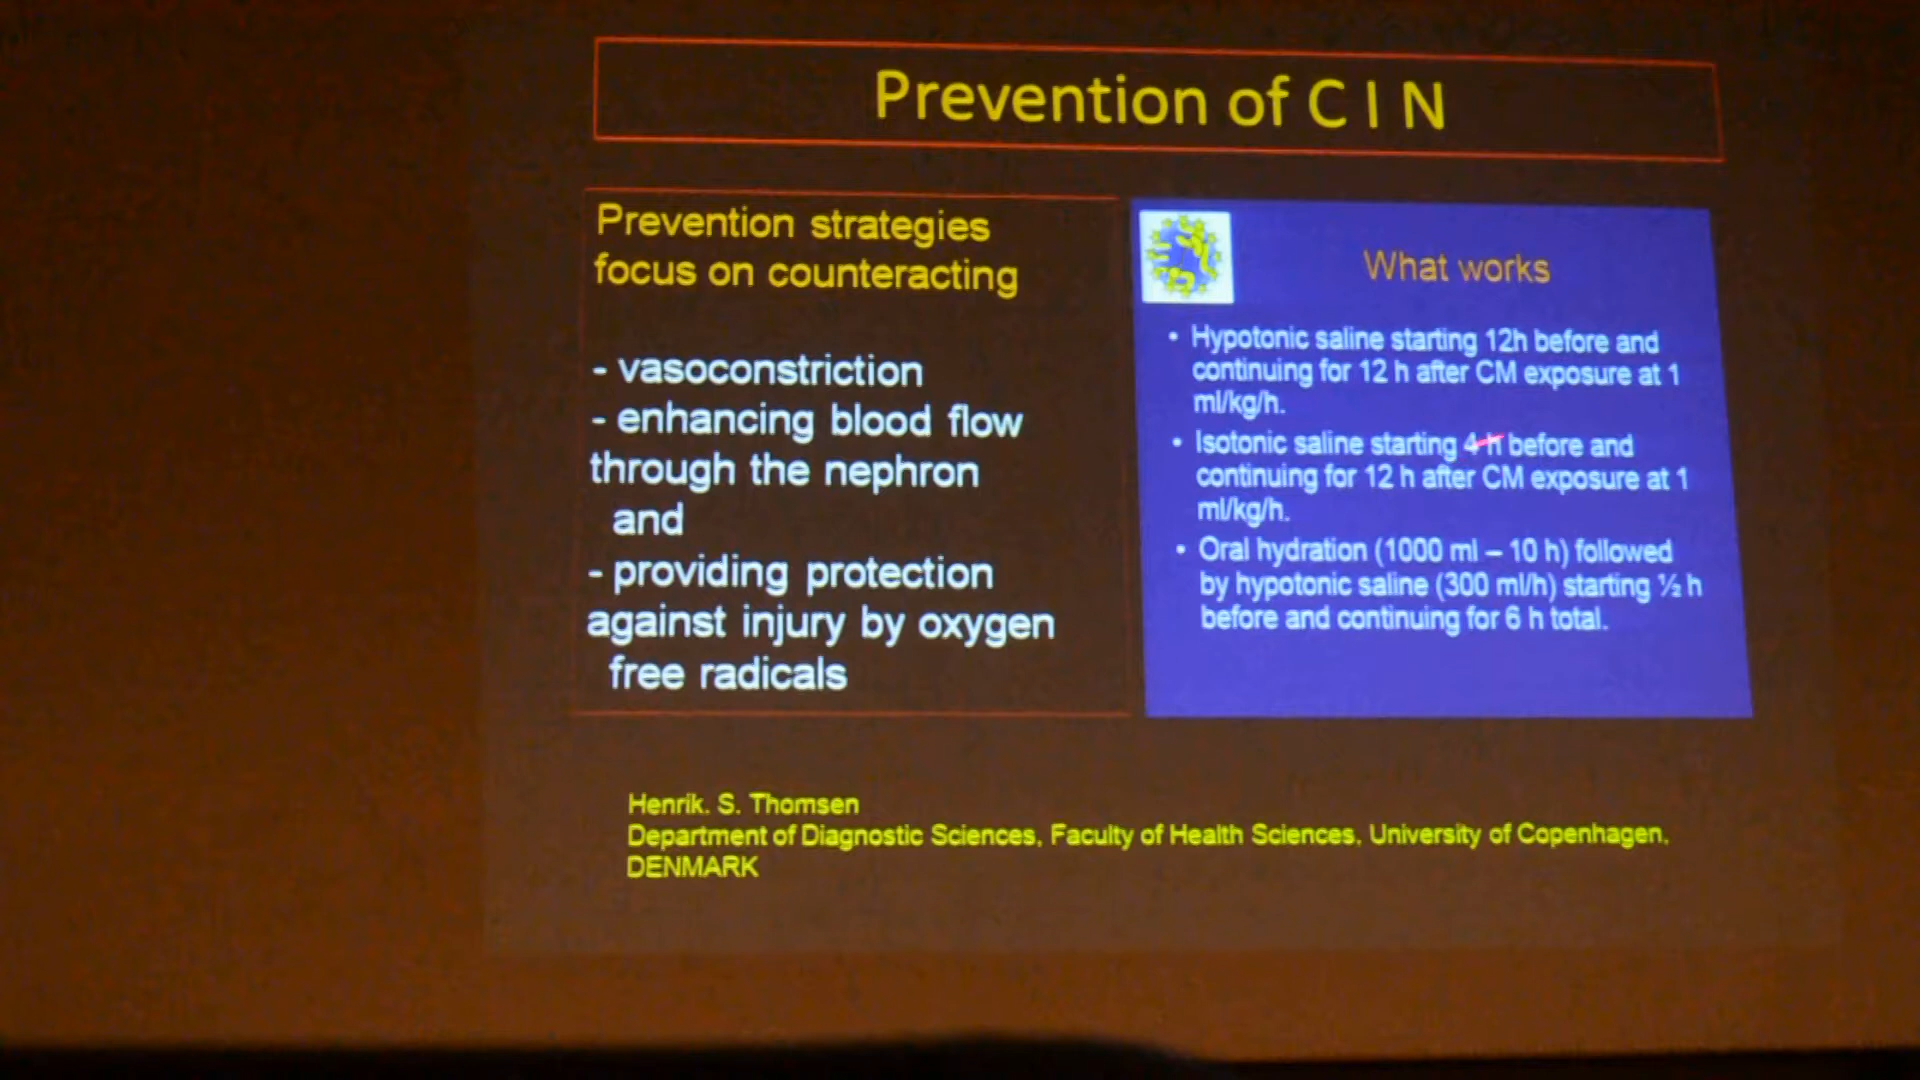 Prevention of C I N
Prevention strategies
focus on counteracting
- vasoconstriction
- enhancing blood flow
through the nephron
and
- providing protection
against injury by oxygen
free radicals
What works
• Hypotonic saline starting 12h before and
continuing for 12 h after CM exposure at 1
ml/kg/h.
• Isotonic saline starting 4 h before and
continuing for 12 h after CM exposure at 1
ml/kg/h.
• Oral hydration (1000 ml – 10 h) followed
by hypotonic saline (300 ml/h) starting ½ h
before and continuing for 6 h total.
Henrik. S. Thomsen
Department of Diagnostic Sciences, Faculty of Health Sciences, University of Copenhagen,
DENMARK